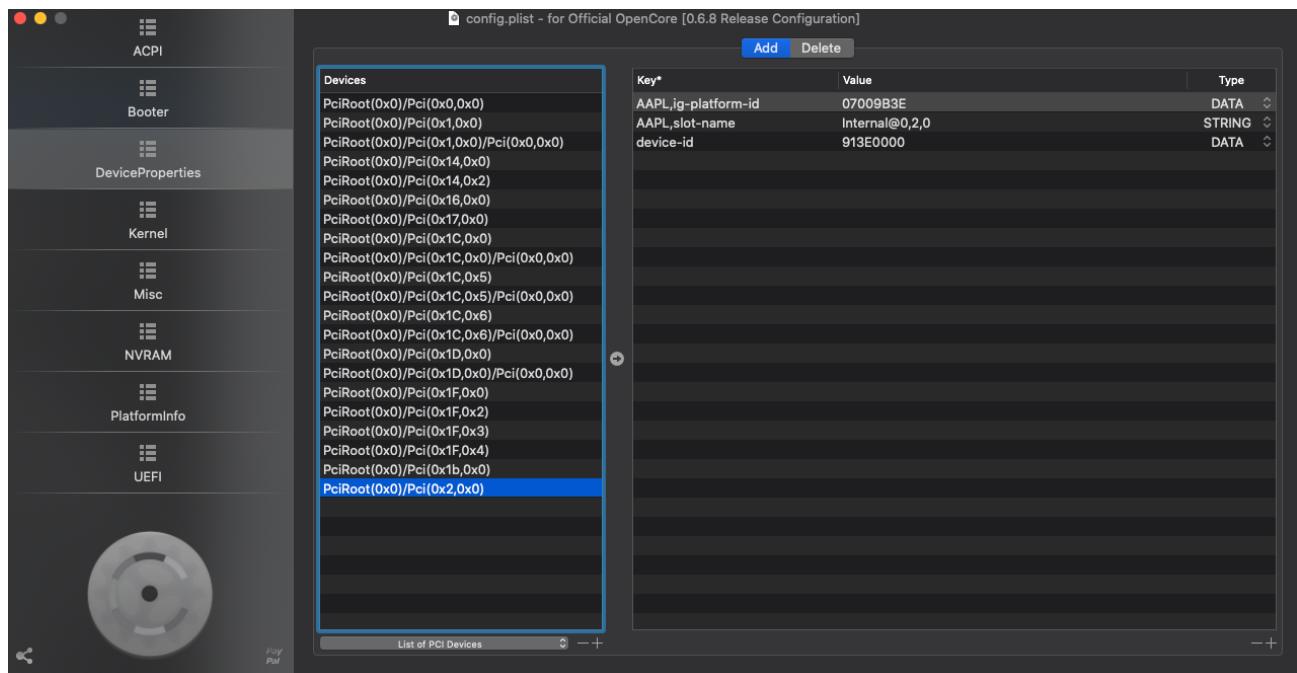 config.plist - for Official OpenCore [0.6.8 Release Configuration]
ACPI
Booter
DeviceProperties
Kernel
Misc
NVRAM
PlatformInfo
UEFI
Pay
Pal
Add Delete
Devices
PciRoot(0x0)/Pci(0x0,0x0)
PciRoot(0x0)/Pci(0x1,0x0)
PciRoot(0x0)/Pci(0x1,0x0)/Pci(0x0,0x0)
PciRoot(0x0)/Pci(0x14,0x0)
PciRoot(0x0)/Pci(0x14,0x2)
PciRoot(0x0)/Pci(0x16,0x0)
PciRoot(0x0)/Pci(0x17,0x0)
PciRoot(0x0)/Pci(0x1C,0x0)
PciRoot(0x0)/Pci(0x1C,0x0)/Pci(0x0,0x0)
PciRoot(0x0)/Pci(0x1C,0x5)
PciRoot(0x0)/Pci(0x1C,0x5)/Pci(0x0,0x0)
PciRoot(0x0)/Pci(0x1C,0x6)
PciRoot(0x0)/Pci(0x1C,0x6)/Pci(0x0,0x0)
PciRoot(0x0)/Pci(0x1D,0x0)
PciRoot(0x0)/Pci(0x1D,0x0)/Pci(0x0,0x0)
PciRoot(0x0)/Pci(0x1F,0x0)
PciRoot(0x0)/Pci(0x1F,0x2)
PciRoot(0x0)/Pci(0x1F,0x3)
PciRoot(0x0)/Pci(0x1F,0x4)
PciRoot(0x0)/Pci(0x1b,0x0)
PciRoot(0x0)/Pci(0x2,0x0)
List of PCI Devices
Key* Value Type
AAPL,ig-platform-id 07009B3E DATA
AAPL,slot-name Internal@0,2,0 STRING
device-id 913E0000 DATA